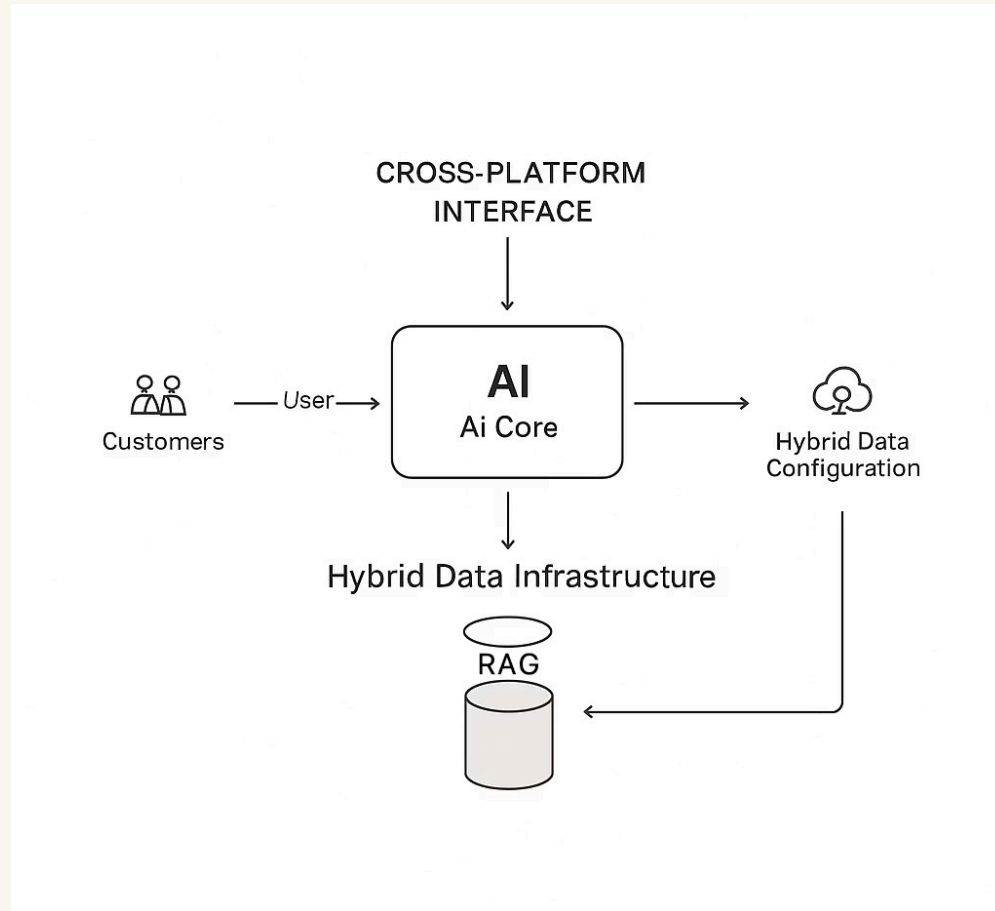 CROSS-PLATFORM
INTERFACE
AI
Ai Core
User
Customers
Hybrid Data
Configuration
Hybrid Data Infrastructure
RAG